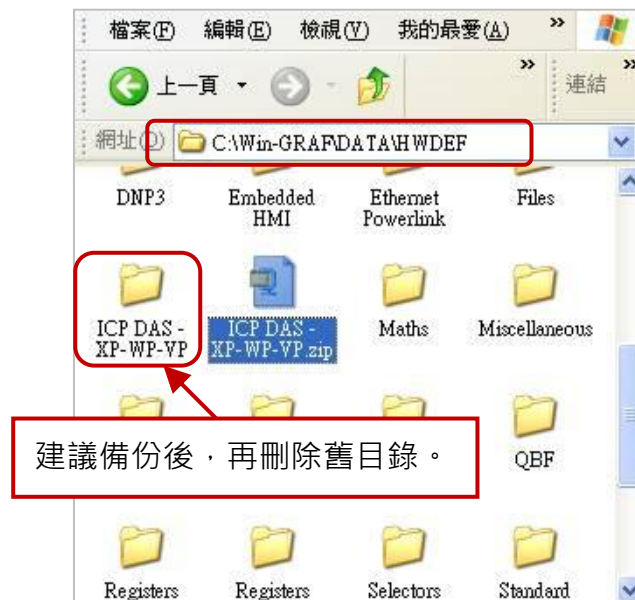 檔案(F) 編輯(E) 檢視(V) 我的最愛(A) »
上一頁 » 連結 »
網址(D) C:\Win-GRAF\DATA\HWDEF
DNP3 Embedded HMI Ethernet Powerlink Files
ICP DAS - XP-WP-VP ICP DAS - XP-WP-VP.zip Maths Miscellaneous
建議備份後，再刪除舊目錄。
QBF
Registers Registers Selectors Standard